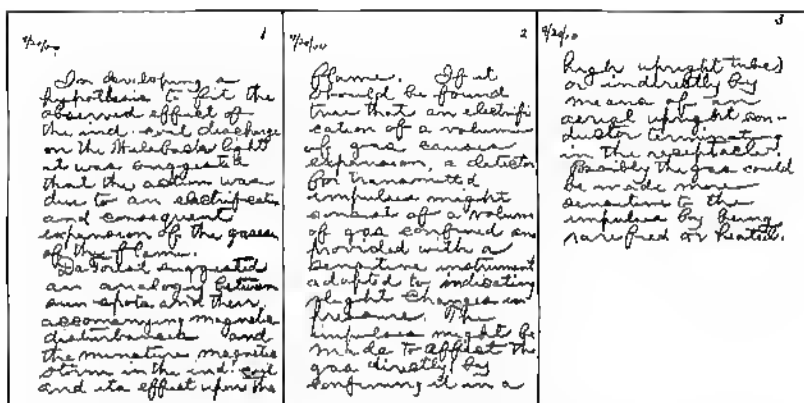 1
9/20/00
In developing a
hypothesis to fit the
observed effect of
the ind. coil discharge
on the Welsbach light
it was suggested
that the action was
due to an electrification
and consequent
expansion of the gases
of the flame.
De Forest suggested
an analogy between
sun-spots and their
accomanying magnetic
disturbances and
the minature magnetic
storm in the ind. coil
and its effect upon the
2
9/20/00
flame. If it
should be found
true that an electrifi
cation of a volume
of gas causes
expansion, a detector
for transmitted
impulses might
consist of a volume
of gas confined and
provided with a
sensitive instrument
adapted to indicating
slight changes in
pressure. The
impulses might be
made to affect the
gas directly by
confining it in a
3
9/20/00
high upright tube)
or indirectly by
means of an
aerial upright con-
ductor terminating
in the receptacle.
Possibly the gas could
be made more
sensitive to the
impulses by being
rarefied or heated.